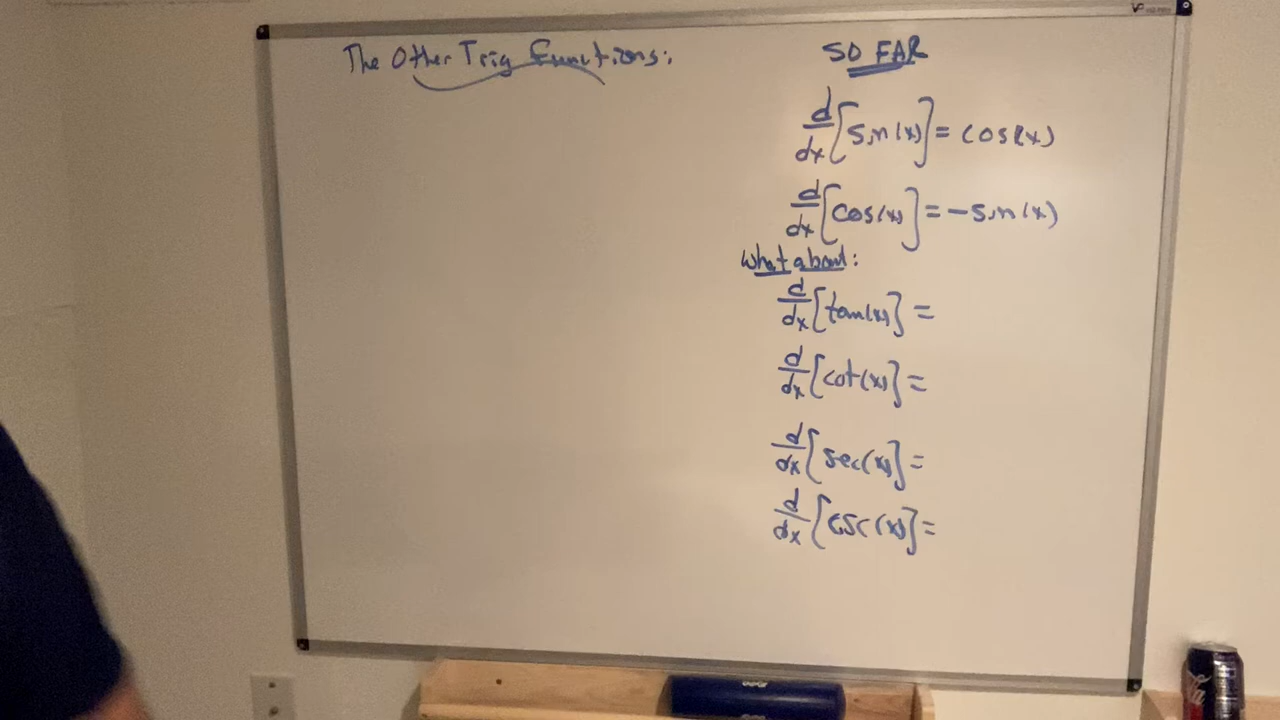 The Other Trig Functions:
SO FAR
d/dx[sin(x)] = cos(x)
d/dx[cos(x)] = -sin(x)
What about:
d/dx[tan(x)] =
d/dx[cot(x)] =
d/dx[sec(x)] =
d/dx[csc(x)] =